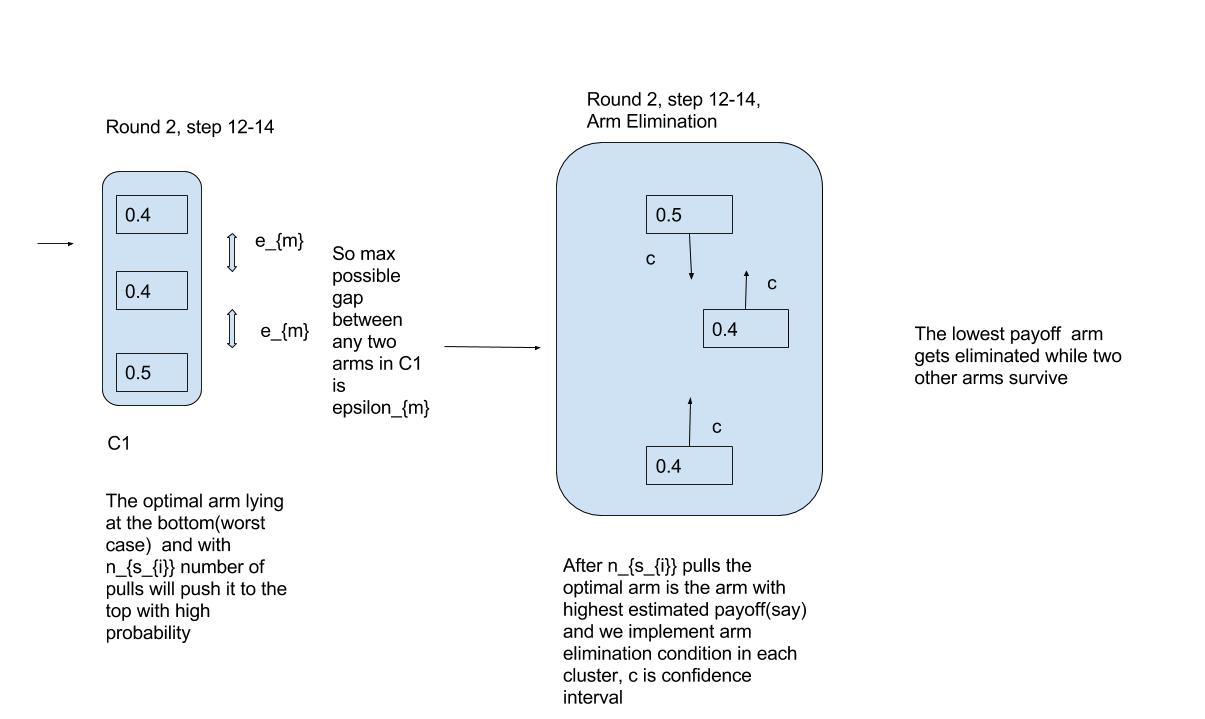 Round 2, step 12-14
0.4
e_{m}
0.4
e_{m}
0.5
C1
The optimal arm lying
at the bottom(worst
case)  and with
n_{s_{i}} number of
pulls will push it to the
top with high
probability
So max
possible
gap
between
any two
arms in C1
is
epsilon_{m}
Round 2, step 12-14,
Arm Elimination
0.5
c
c
0.4
c
0.4
After n_{s_{i}} pulls the
optimal arm is the arm with
highest estimated payoff(say)
and we implement arm
elimination condition in each
cluster, c is confidence
interval
The lowest payoff  arm
gets eliminated while two
other arms survive